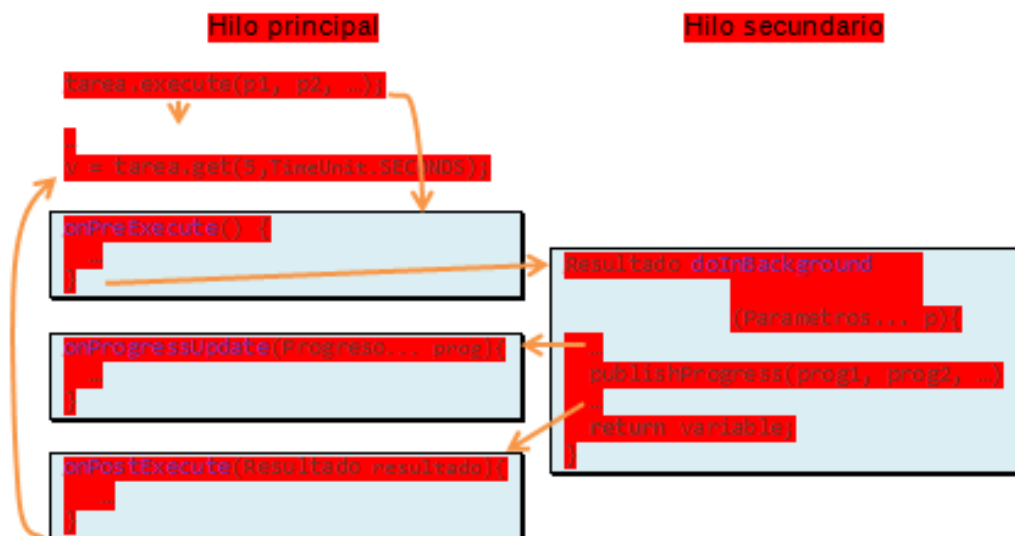 Hilo principal
Hilo secundario
tarea.execute(p1, p2, …);
…
v = tarea.get(5,TimeUnit.SECONDS);
onPreExecute() {
…
}
Resultado doInBackground
(Parametros... p){
…
publishProgress(prog1, prog2, …)
…
return variable;
}
onProgressUpdate(Progreso... prog){
…
}
onPostExecute(Resultado resultado){
…
}